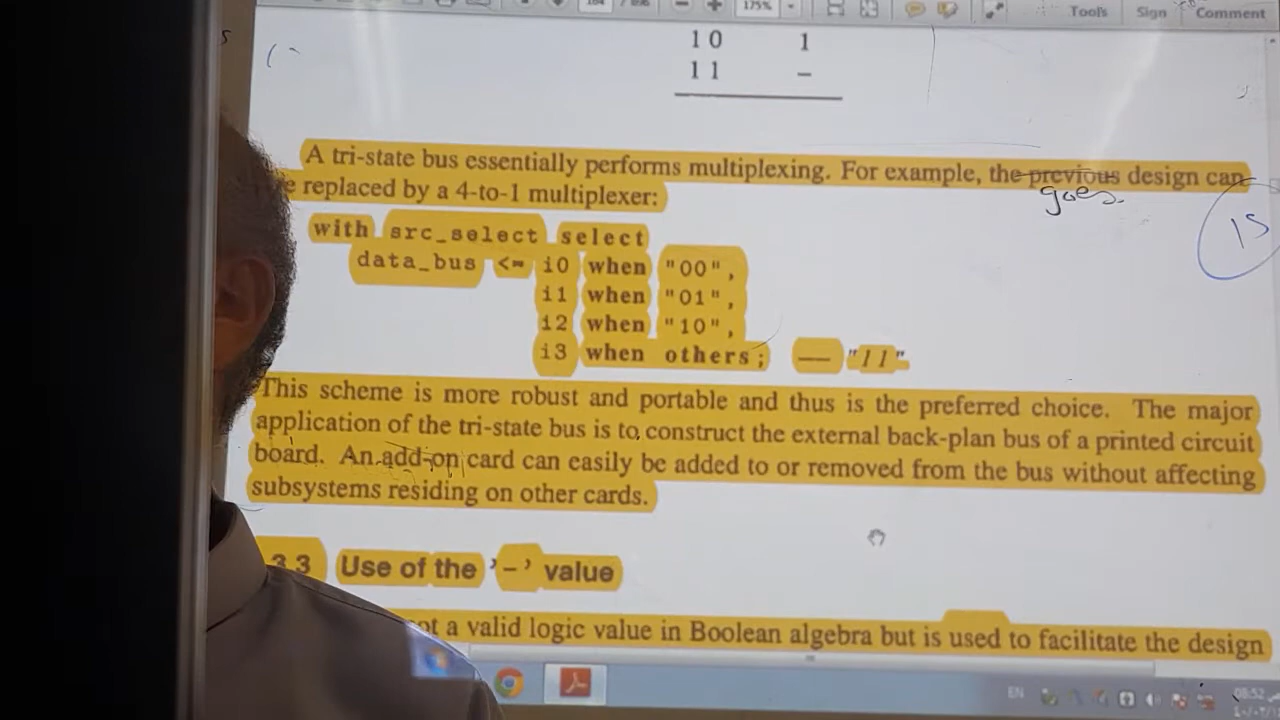 175%
Tools Sign Comment
10 1
11 –
A tri-state bus essentially performs multiplexing. For example, the previous design can
goes
replaced by a 4-to-1 multiplexer:
15
with src_select select
data_bus <= i0 when "00",
i1 when "01",
i2 when "10",
i3 when others; — "11"
This scheme is more robust and portable and thus is the preferred choice. The major
application of the tri-state bus is to construct the external back-plan bus of a printed circuit
board. An add-on card can easily be added to or removed from the bus without affecting
subsystems residing on other cards.
3.3 Use of the '–' value
a valid logic value in Boolean algebra but is used to facilitate the design
EN
08:52